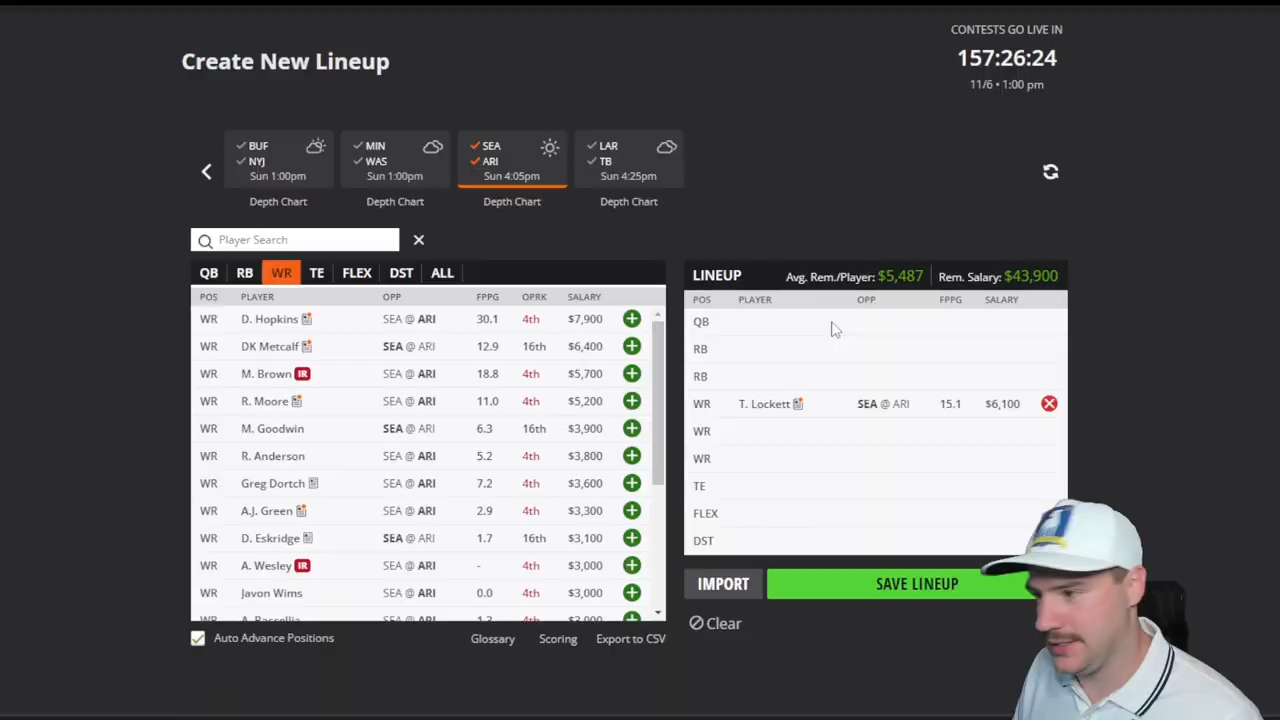 CONTESTS GO LIVE IN
Create New Lineup
157:26:24
11/6 • 1:00 pm
BUF
NYJ
Sun 1:00pm
MIN
WAS
Sun 1:00pm
SEA
ARI
Sun 4:05pm
LAR
TB
Sun 4:25pm
Depth Chart
Depth Chart
Depth Chart
Depth Chart
Player Search
QB RB WR TE FLEX DST ALL
POS PLAYER OPP FPPG OPRK SALARY
WR D. Hopkins SEA @ ARI 30.1 4th $7,900
WR DK Metcalf SEA @ ARI 12.9 16th $6,400
WR M. Brown IR SEA @ ARI 18.8 4th $5,700
WR R. Moore SEA @ ARI 11.0 4th $5,200
WR M. Goodwin SEA @ ARI 6.3 16th $3,900
WR R. Anderson SEA @ ARI 5.2 4th $3,800
WR Greg Dortch SEA @ ARI 7.2 4th $3,600
WR A.J. Green SEA @ ARI 2.9 4th $3,300
WR D. Eskridge SEA @ ARI 1.7 16th $3,100
WR A. Wesley IR SEA @ ARI - 4th $3,000
WR Javon Wims SEA @ ARI 0.0 4th $3,000
Auto Advance Positions
Glossary Scoring Export to CSV
LINEUP Avg. Rem./Player: $5,487 Rem. Salary: $43,900
POS PLAYER OPP FPPG SALARY
QB
RB
RB
WR T. Lockett SEA @ ARI 15.1 $6,100
WR
WR
TE
FLEX
DST
IMPORT SAVE LINEUP
Clear